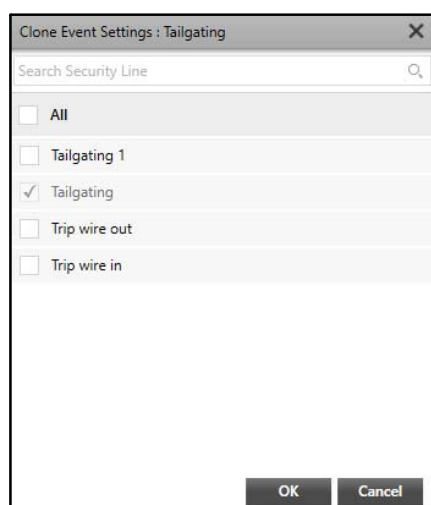 Clone Event Settings : Tailgating
Search Security Line
All
Tailgating 1
Tailgating
Trip wire out
Trip wire in
OK Cancel